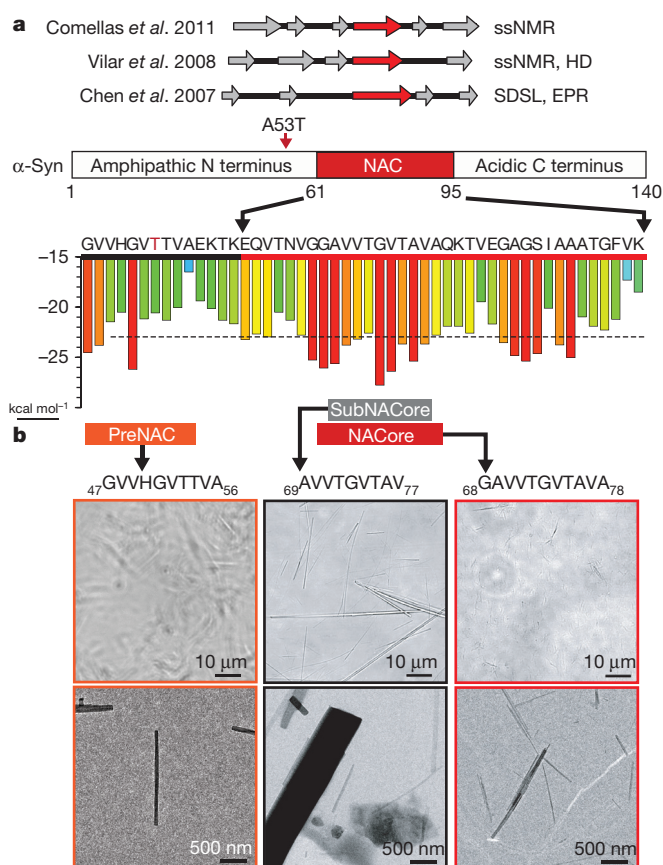 a
Comellas et al. 2011 ssNMR
Vilar et al. 2008 ssNMR, HD
Chen et al. 2007 SDSL, EPR
A53T
α-Syn Amphipathic N terminus NAC Acidic C terminus
1 61 95 140
GVVHGVTTVAEKTKEQVTNVGGAVVTGVTAVAQKTVEGAGSIAAATGFVK
−15
−20
−25
kcal mol−1
SubNACore
b PreNAC NACore
47GVVHGVTTVA56 69AVVTGVTAV77 68GAVVTGVTAVA78
10 μm 10 μm 10 μm
500 nm 500 nm 500 nm